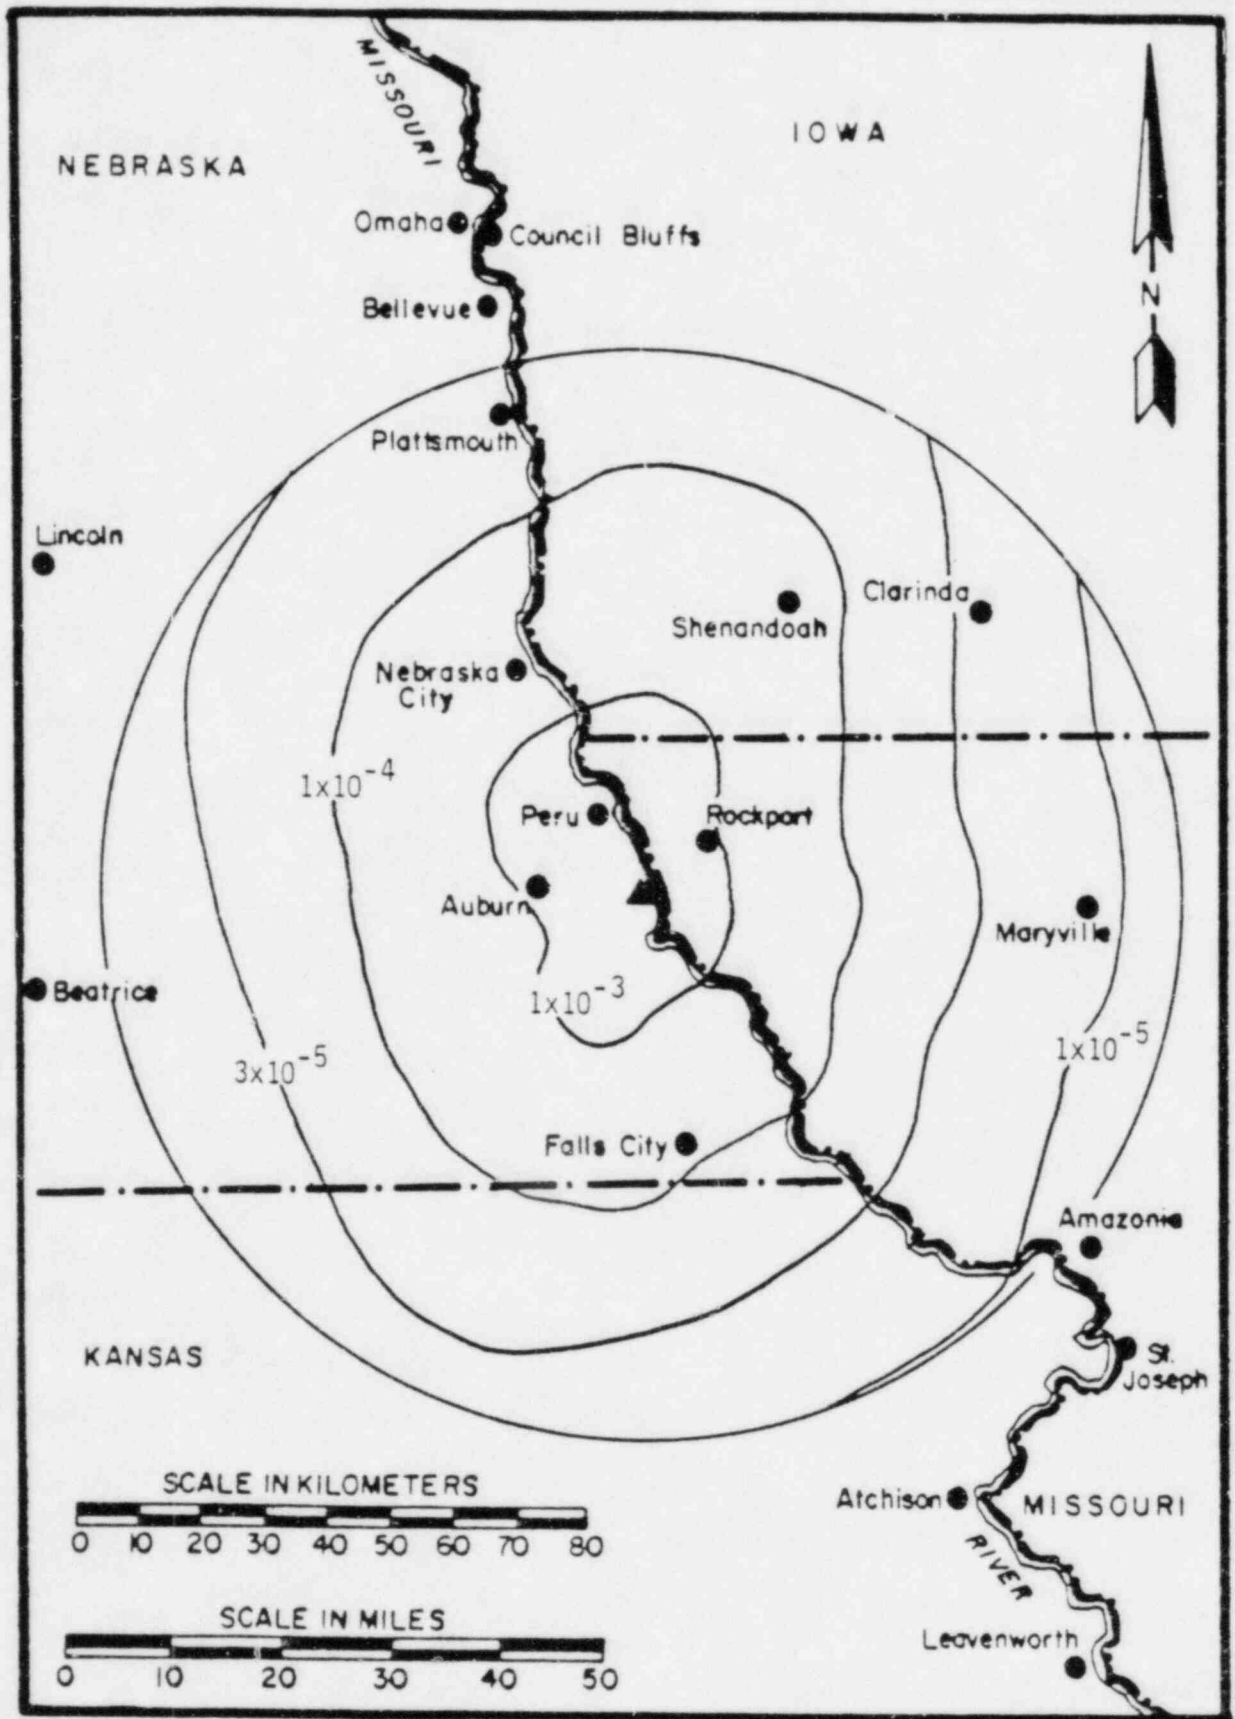 MISSOURI
IOWA
NEBRASKA
Omaha
Council Bluffs
Bellevue
N
Plattsmouth
Lincoln
Clarinda
Shenandoah
Nebraska
City
1x10-4
Peru
Rockport
Auburn
Maryville
Beatrice
1x10-3
1x10-5
3x10-5
Falls City
Amazonia
KANSAS
St.
Joseph
SCALE IN KILOMETERS
0 10 20 30 40 50 60 70 80
Atchison
MISSOURI
RIVER
SCALE IN MILES
0 10 20 30 40 50
Leavenworth